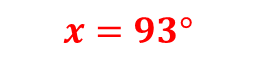 x = 93°